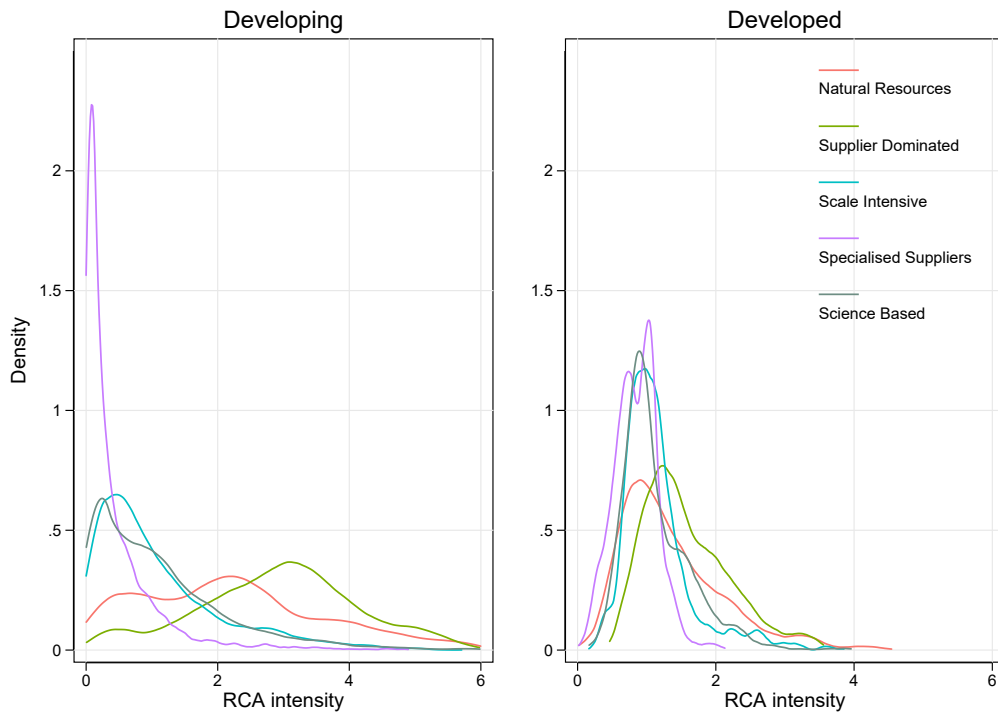 Developing
Developed
Density
2
1.5
1
.5
0
0
2
4
6
RCA intensity
2
1.5
1
.5
0
0
2
4
6
RCA intensity
Natural Resources
Supplier Dominated
Scale Intensive
Specialised Suppliers
Science Based